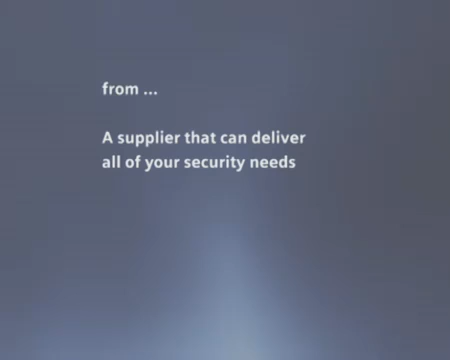 from ...
A supplier that can deliver
all of your security needs